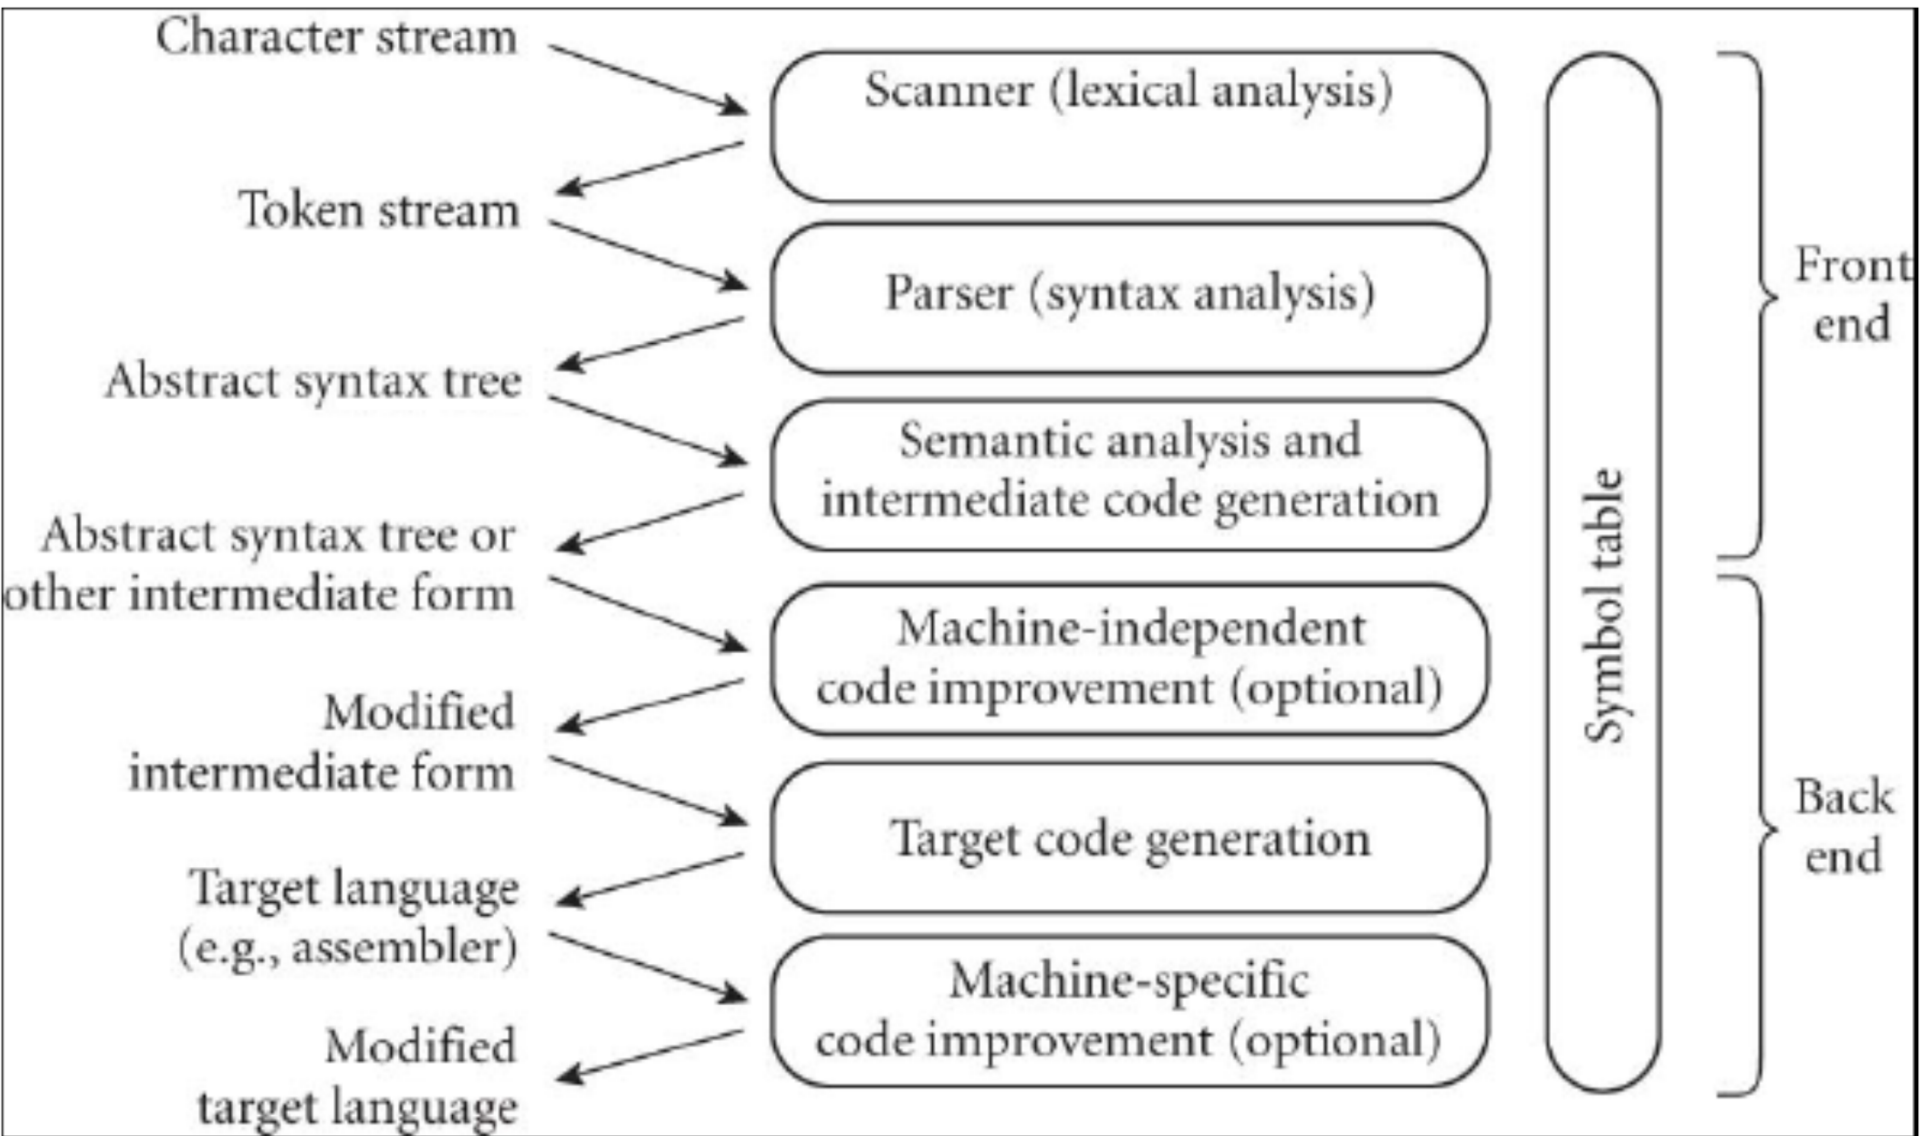 Character stream
Scanner (lexical analysis)
Token stream
Parser (syntax analysis)
Abstract syntax tree
Semantic analysis and
intermediate code generation
Abstract syntax tree or
other intermediate form
Machine-independent
code improvement (optional)
Modified
intermediate form
Target code generation
Target language
(e.g., assembler)
Machine-specific
code improvement (optional)
Modified
target language
Symbol table
Front
end
Back
end